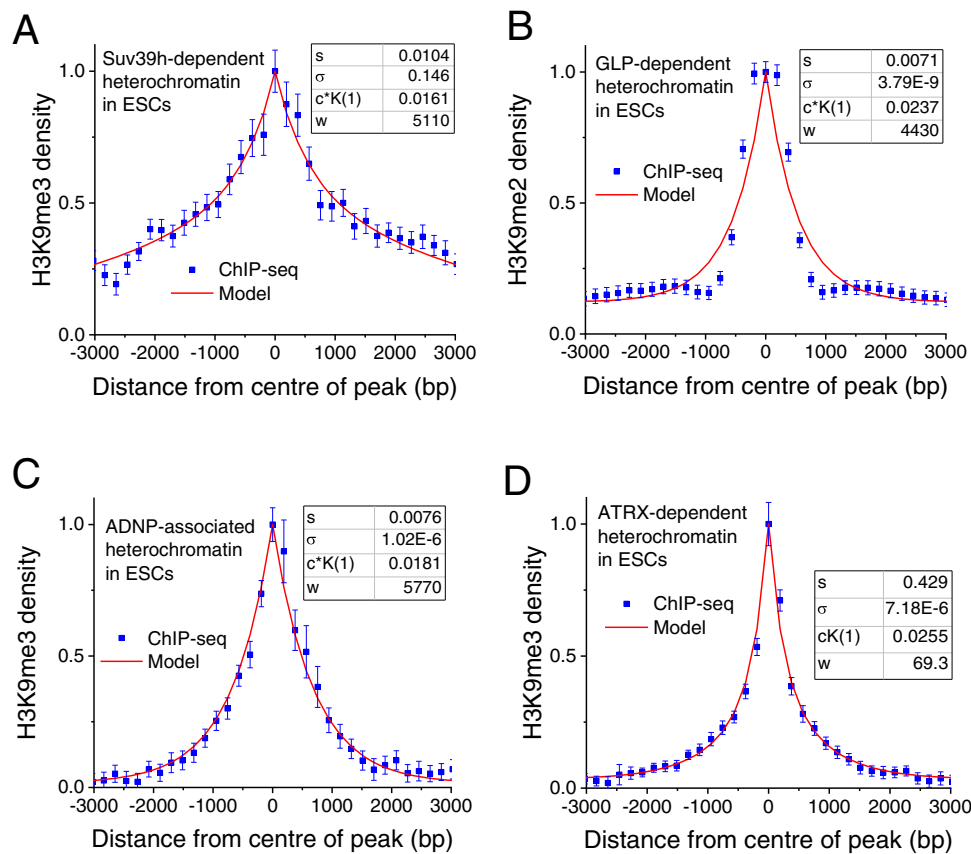 A
Suv39h-dependent
heterochromatin
in ESCs
s 0.0104
σ 0.146
c*K(1) 0.0161
w 5110
ChIP-seq
Model
H3K9me3 density
1.0
0.5
0.0
-3000 -2000 -1000 0 1000 2000 3000
Distance from centre of peak (bp)
B
GLP-dependent
heterochromatin
in ESCs
s 0.0071
σ 3.79E-9
c*K(1) 0.0237
w 4430
ChIP-seq
Model
H3K9me2 density
1.0
0.5
0.0
-3000 -2000 -1000 0 1000 2000 3000
Distance from centre of peak (bp)
C
ADNP-associated
heterochromatin
in ESCs
s 0.0076
σ 1.02E-6
c*K(1) 0.0181
w 5770
ChIP-seq
Model
H3K9me3 density
1.0
0.5
0.0
-3000 -2000 -1000 0 1000 2000 3000
Distance from centre of peak (bp)
D
ATRX-dependent
heterochromatin
in ESCs
s 0.429
σ 7.18E-6
cK(1) 0.0255
w 69.3
ChIP-seq
Model
H3K9me3 density
1.0
0.5
0.0
-3000 -2000 -1000 0 1000 2000 3000
Distance from centre of peak (bp)